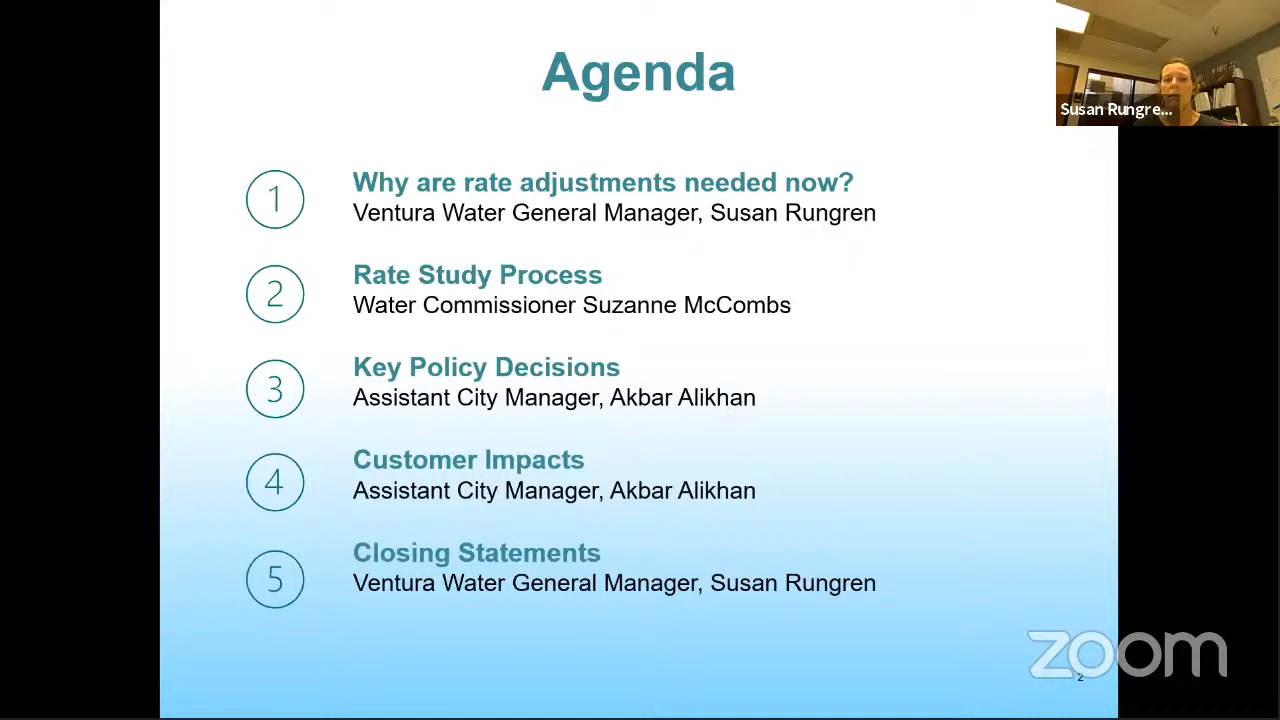 Agenda
Susan Rungre...
1
Why are rate adjustments needed now?
Ventura Water General Manager, Susan Rungren
2
Rate Study Process
Water Commissioner Suzanne McCombs
3
Key Policy Decisions
Assistant City Manager, Akbar Alikhan
4
Customer Impacts
Assistant City Manager, Akbar Alikhan
5
Closing Statements
Ventura Water General Manager, Susan Rungren
zoom
2